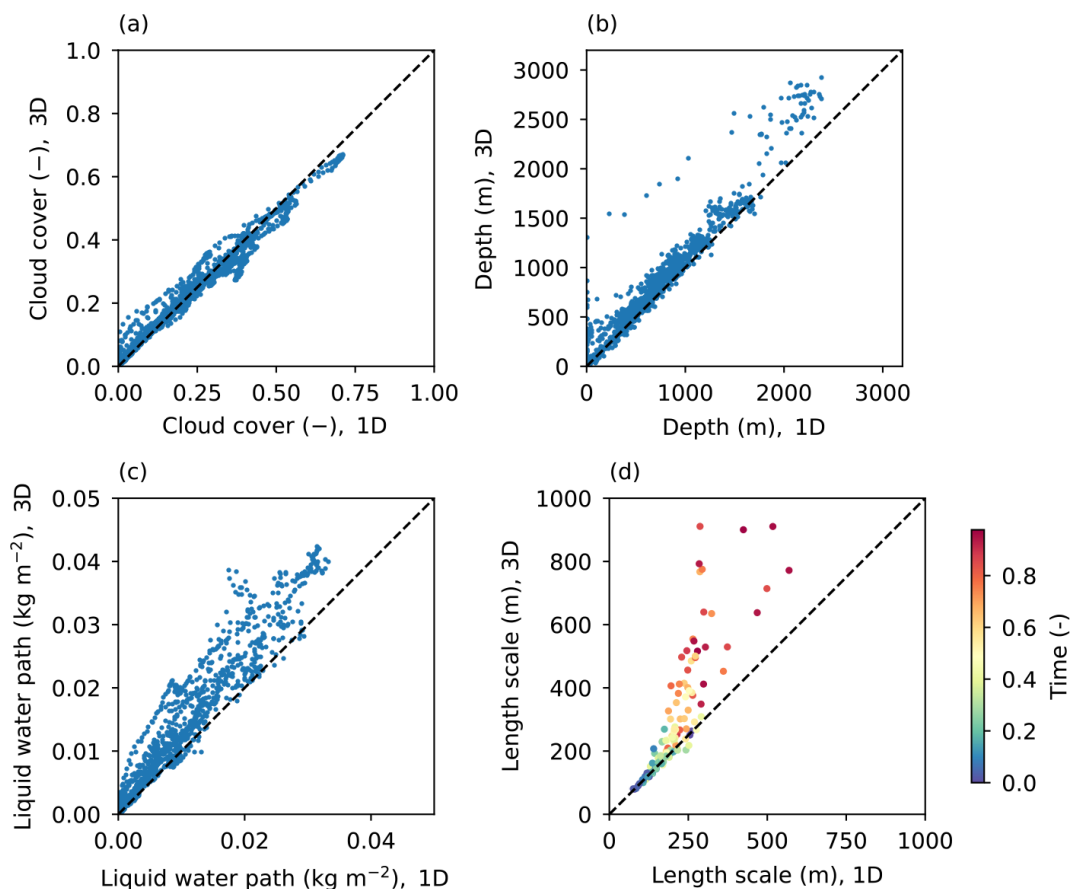 (a)
1.0
0.8
0.6
0.4
0.2
0.0
Cloud cover (−), 3D
0.00 0.25 0.50 0.75 1.00
Cloud cover (−), 1D
(b)
3000
2500
2000
1500
1000
500
0
Depth (m), 3D
0 1000 2000 3000
Depth (m), 1D
(c)
0.05
0.04
0.03
0.02
0.01
0.00
Liquid water path (kg m⁻²), 3D
0.00 0.02 0.04
Liquid water path (kg m⁻²), 1D
(d)
1000
800
600
400
200
0
Length scale (m), 3D
0 250 500 750 1000
Length scale (m), 1D
0.8
0.6
0.4
0.2
0.0
Time (-)